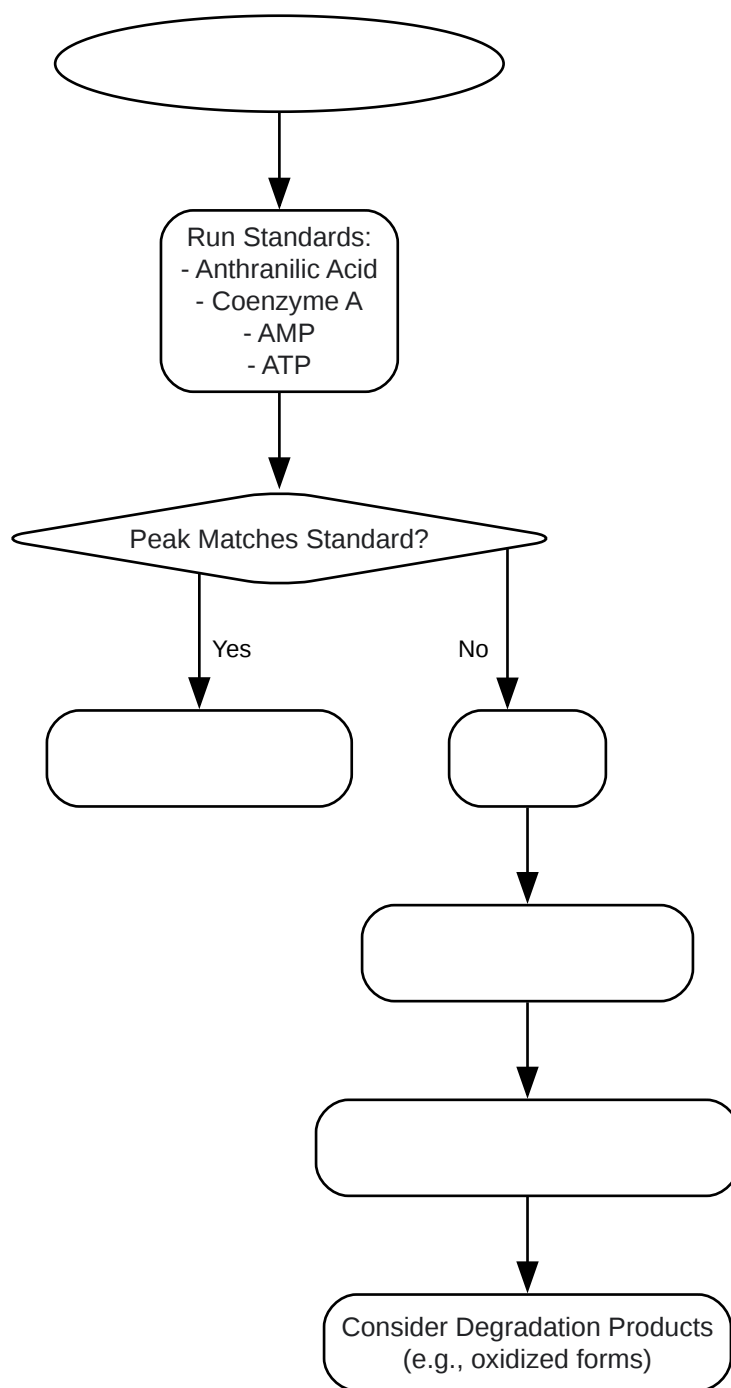 Run Standards:
- Anthranilic Acid
- Coenzyme A
- AMP
- ATP
Peak Matches Standard?
Yes
No
Consider Degradation Products
(e.g., oxidized forms)